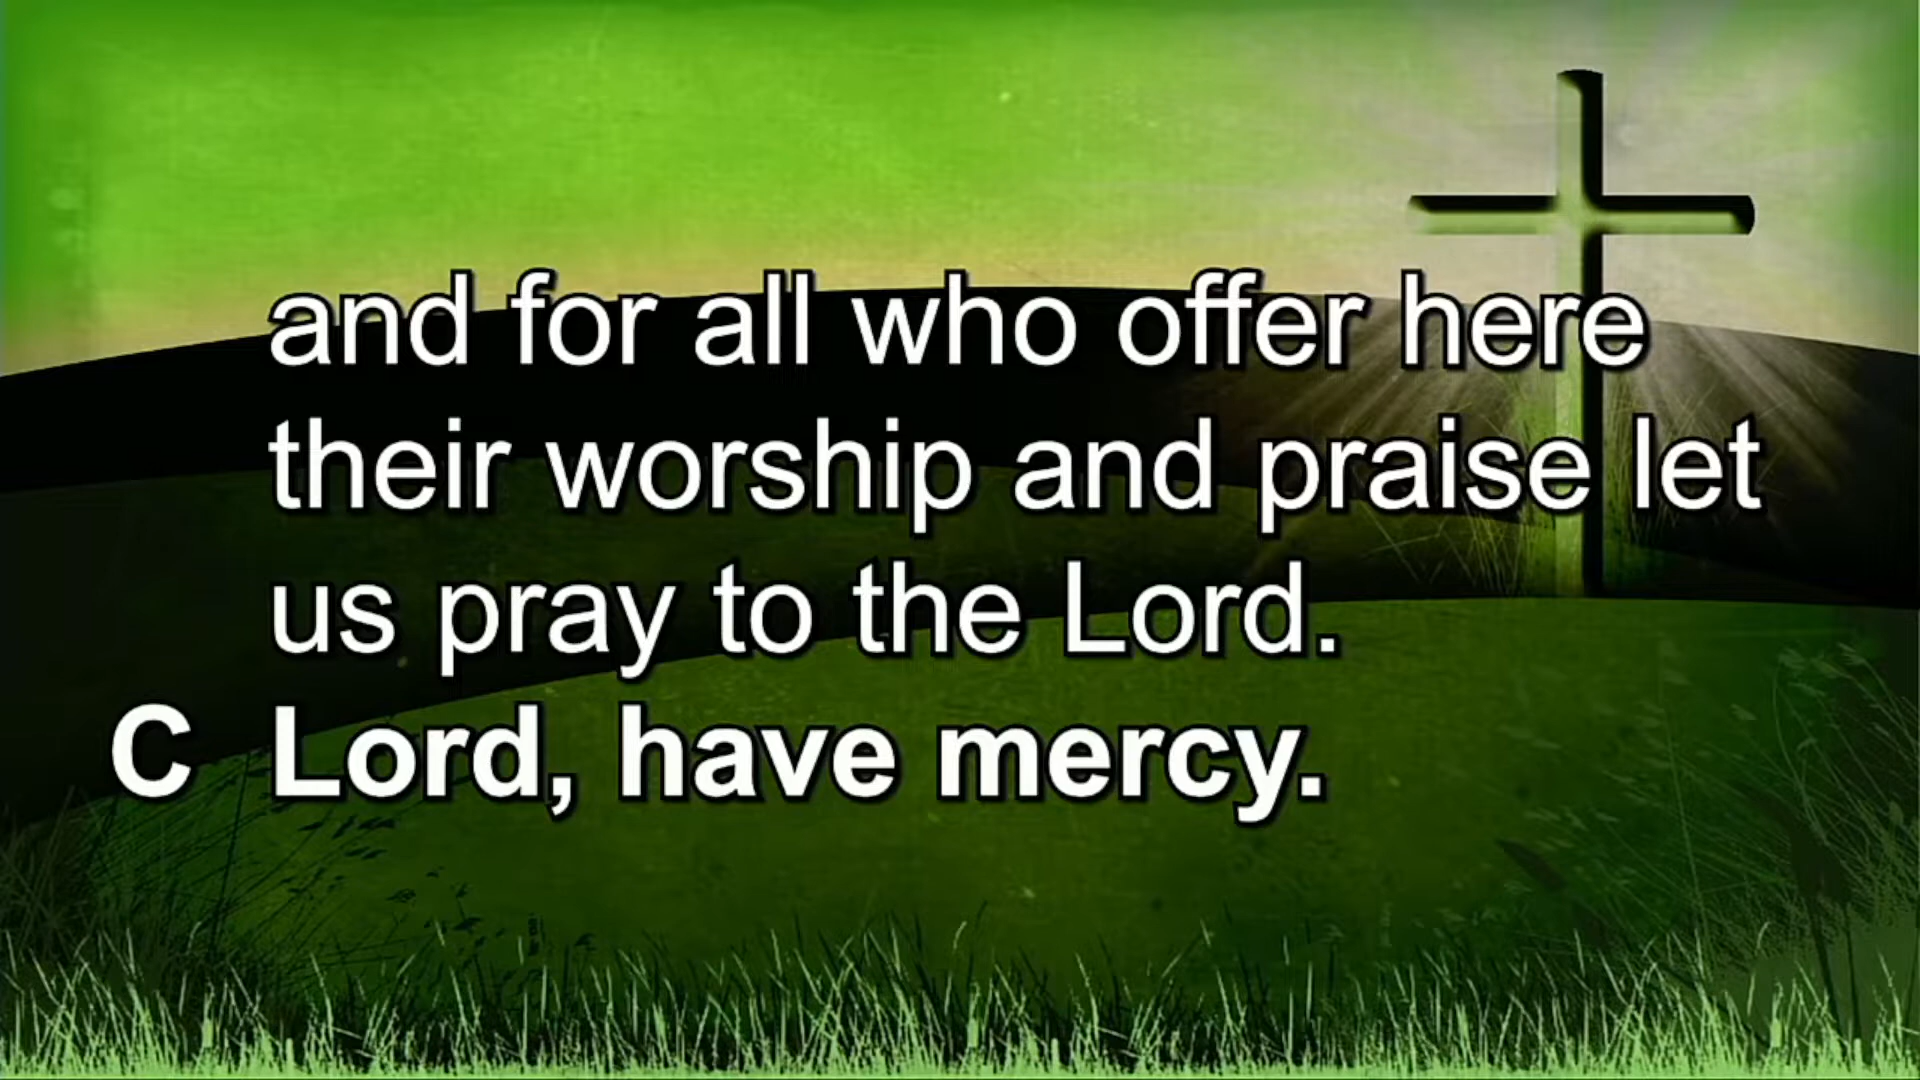 and for all who offer here
their worship and praise let
us pray to the Lord.
C Lord, have mercy.